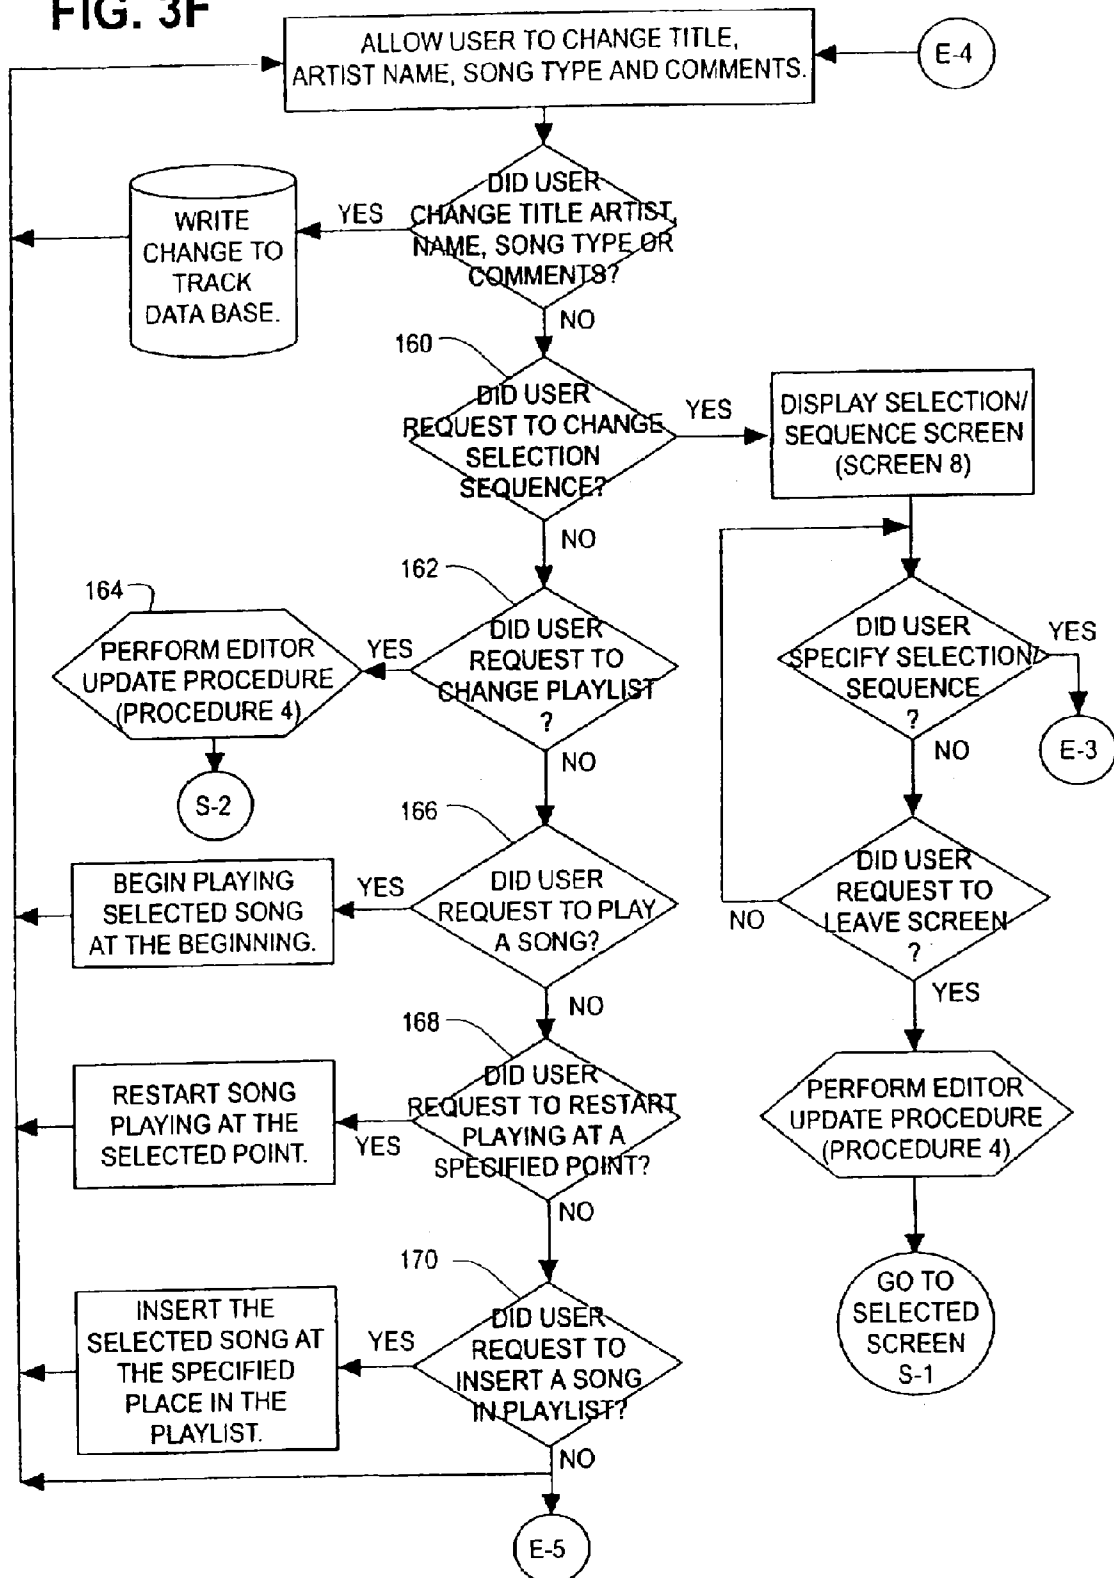 FIG. 3F
ALLOW USER TO CHANGE TITLE,
ARTIST NAME, SONG TYPE AND COMMENTS.
E-4
DID USER
CHANGE TITLE ARTIST,
NAME, SONG TYPE OR
COMMENTS?
YES
WRITE
CHANGE TO
TRACK
DATA BASE.
NO
160
DID USER
REQUEST TO CHANGE
SELECTION
SEQUENCE?
YES
DISPLAY SELECTION/
SEQUENCE SCREEN
(SCREEN 8)
NO
162
DID USER
REQUEST TO
CHANGE PLAYLIST
?
YES
164
PERFORM EDITOR
UPDATE PROCEDURE
(PROCEDURE 4)
S-2
DID USER
SPECIFY SELECTION/
SEQUENCE
?
YES
E-3
NO
NO
166
DID USER
REQUEST TO PLAY
A SONG?
YES
BEGIN PLAYING
SELECTED SONG
AT THE BEGINNING.
DID USER
REQUEST TO
LEAVE SCREEN
?
NO
YES
NO
168
DID USER
REQUEST TO RESTART
PLAYING AT A
SPECIFIED POINT?
YES
RESTART SONG
PLAYING AT THE
SELECTED POINT.
PERFORM EDITOR
UPDATE PROCEDURE
(PROCEDURE 4)
NO
170
DID USER
REQUEST TO
INSERT A SONG
IN PLAYLIST?
YES
INSERT THE
SELECTED SONG AT
THE SPECIFIED
PLACE IN THE
PLAYLIST.
GO TO
SELECTED
SCREEN
S-1
NO
E-5